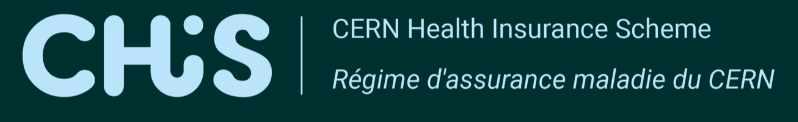 CHiS
CERN Health Insurance Scheme
Régime d'assurance maladie du CERN